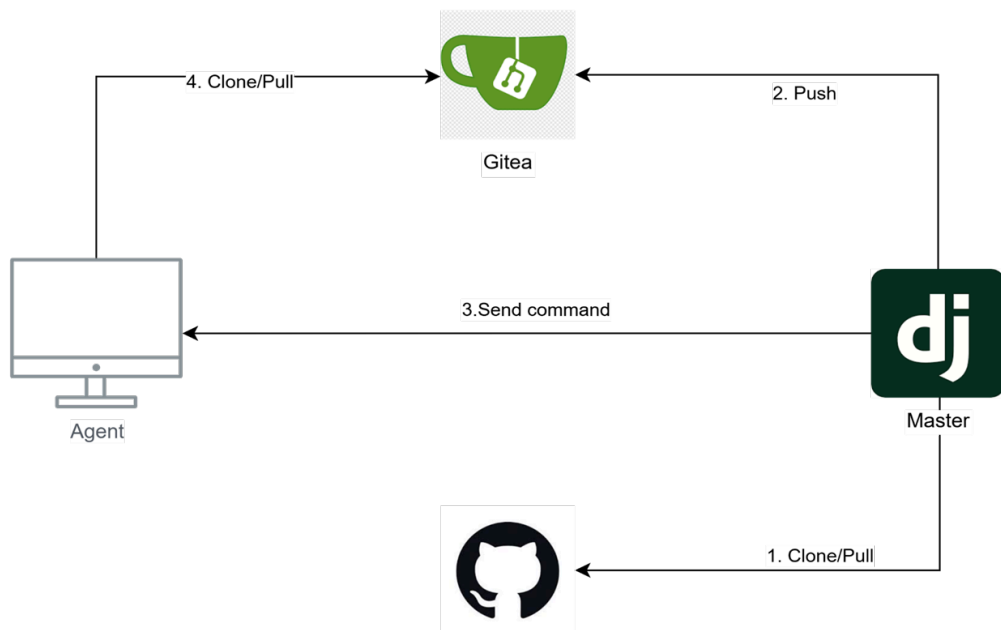 4. Clone/Pull
2. Push
Gitea
3.Send command
dj
Agent
Master
1. Clone/Pull